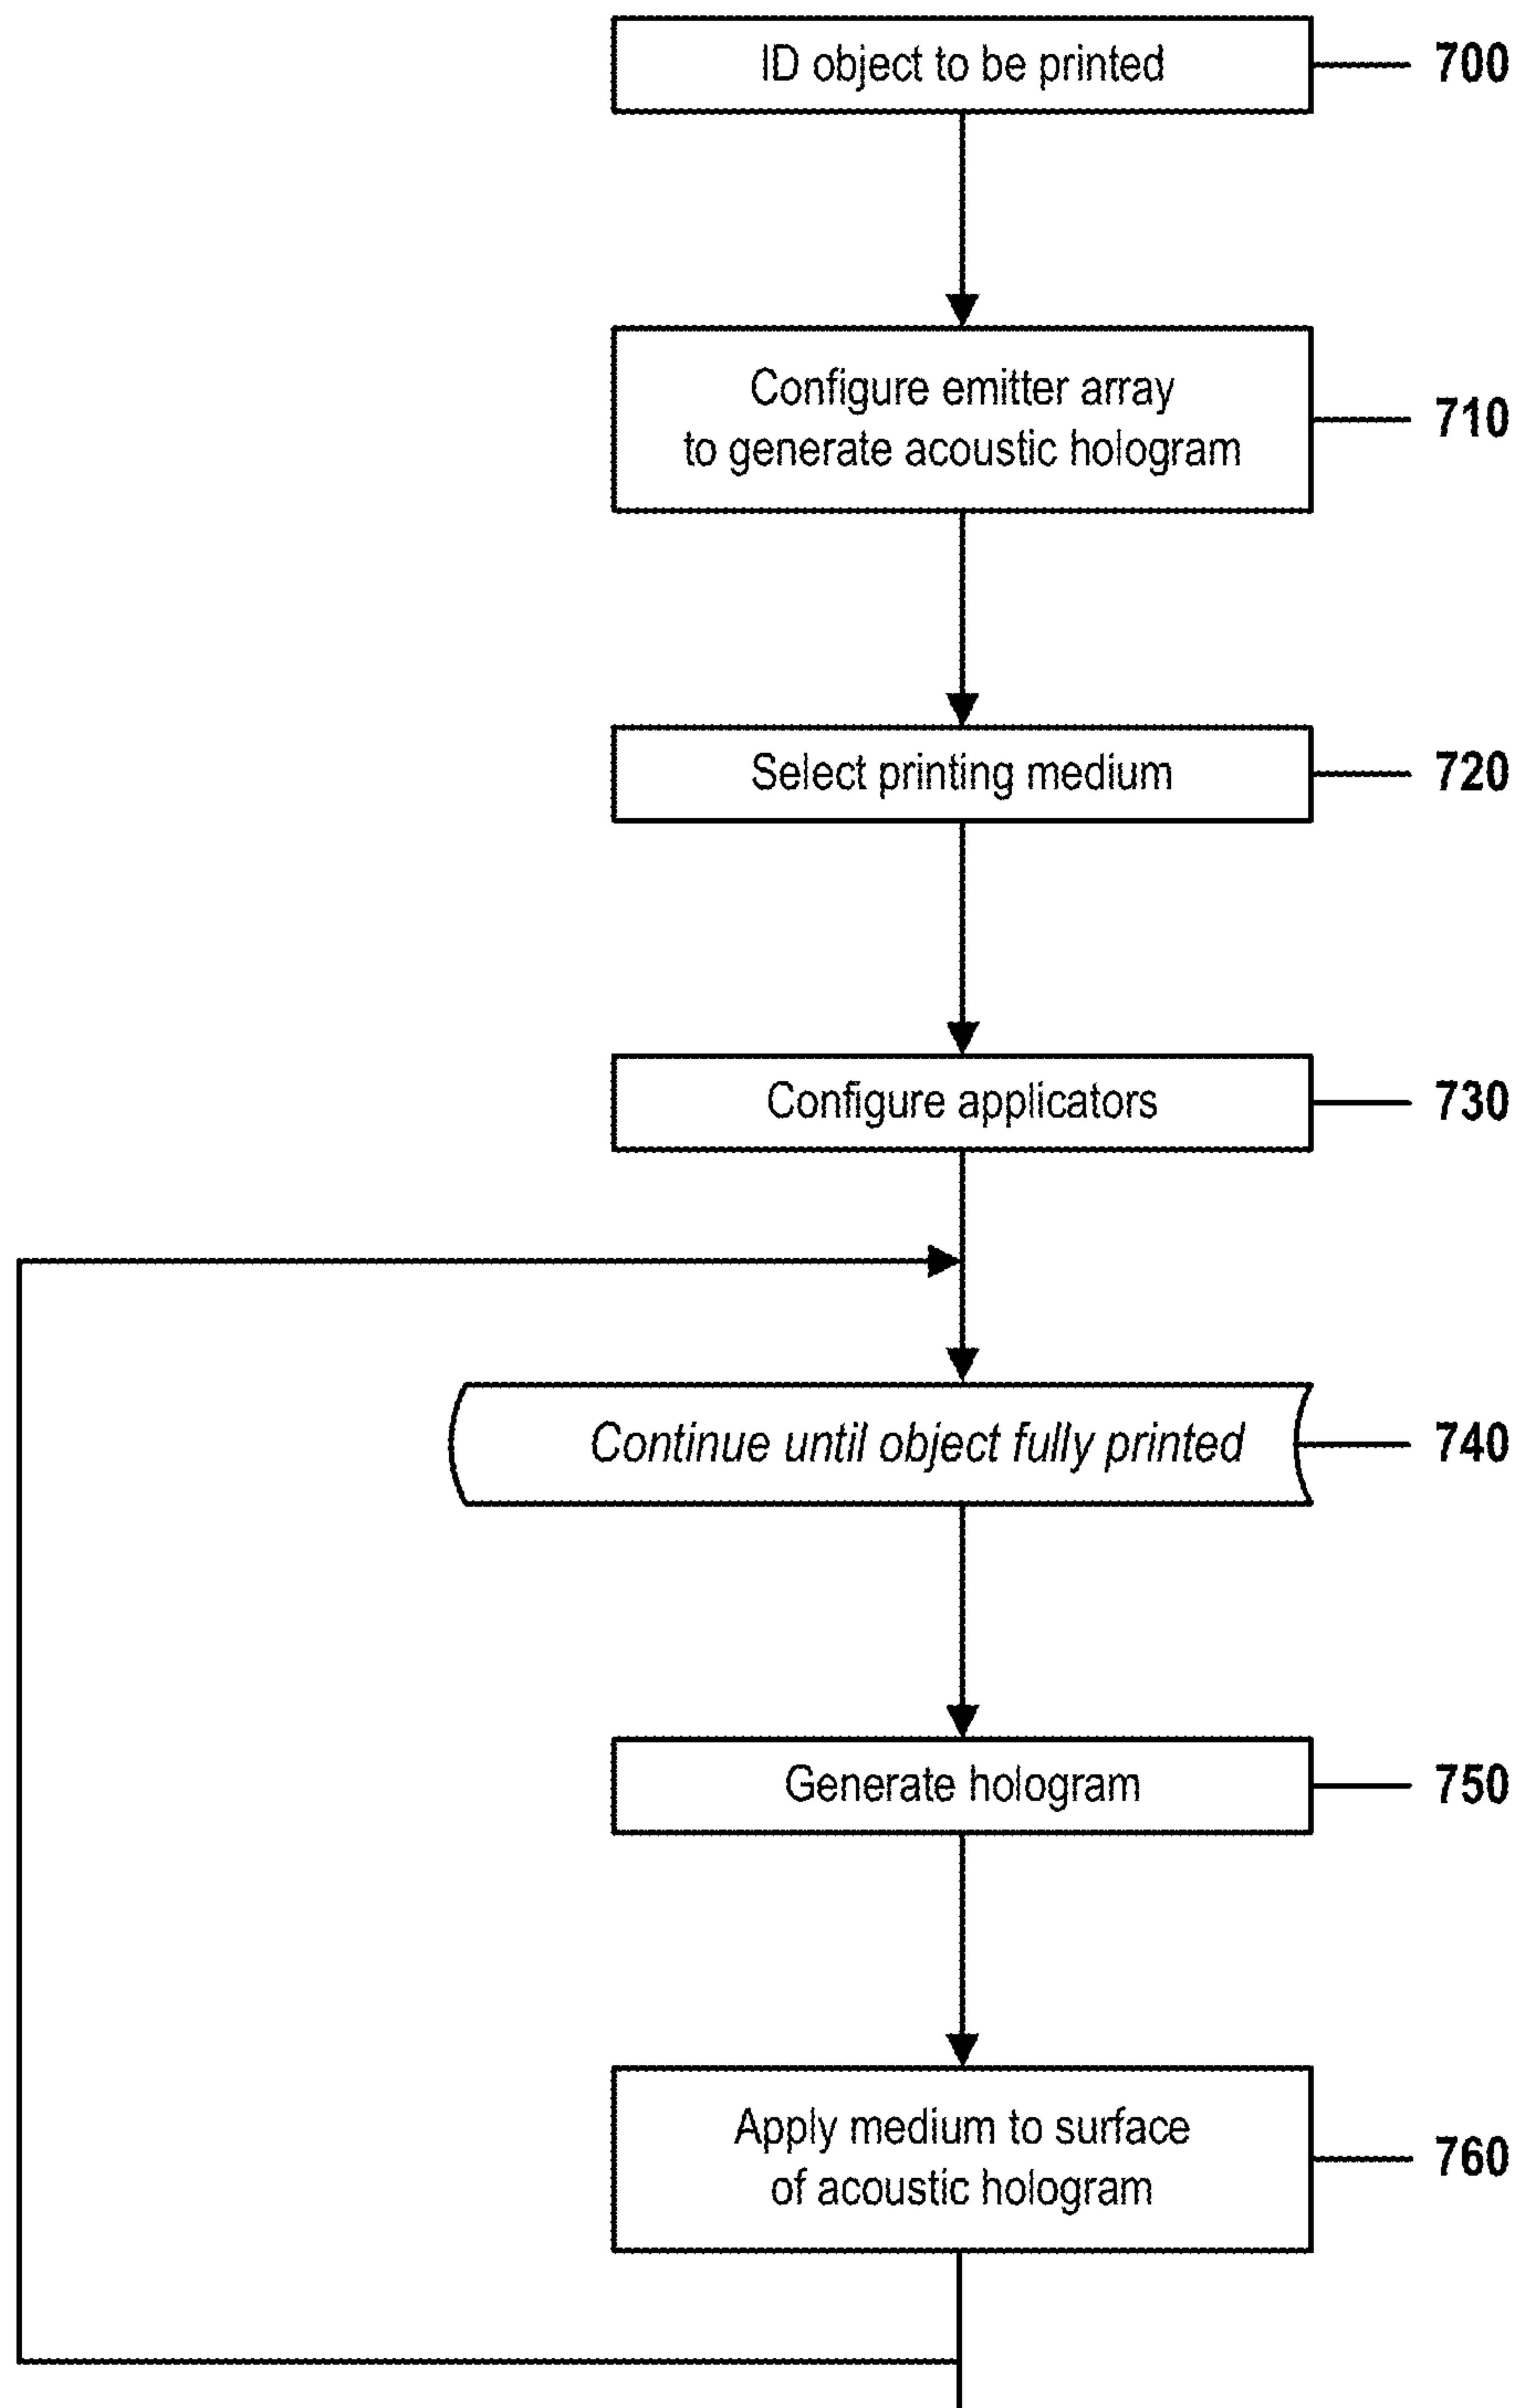 ID object to be printed
700
Configure emitter array
to generate acoustic hologram
710
Select printing medium
720
Configure applicators
730
Continue until object fully printed
740
Generate hologram
750
Apply medium to surface
of acoustic hologram
760